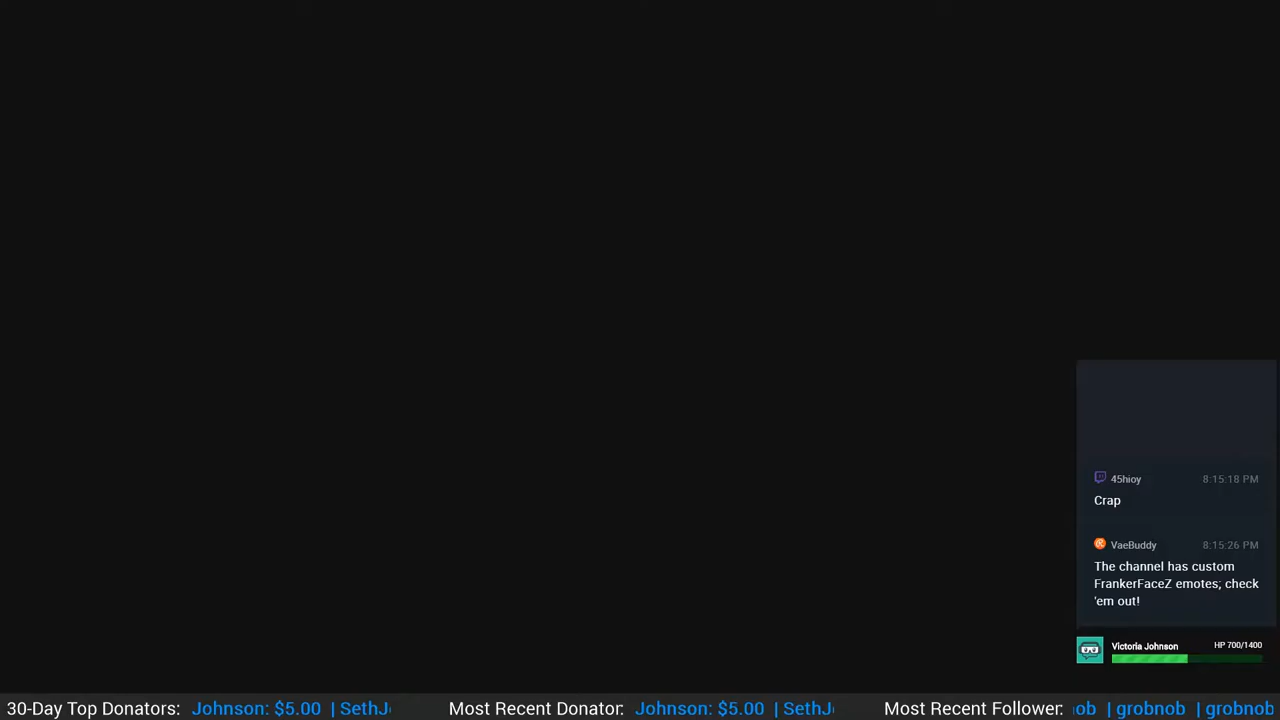 45hioy 8:15:18 PM
Crap
VaeBuddy 8:15:26 PM
The channel has custom
FrankerFaceZ emotes; check
'em out!
Victoria Johnson HP 700/1400
30-Day Top Donators: Johnson: $5.00 | SethJ Most Recent Donator: Johnson: $5.00 | SethJ Most Recent Follower: ob | grobnob | grobnob